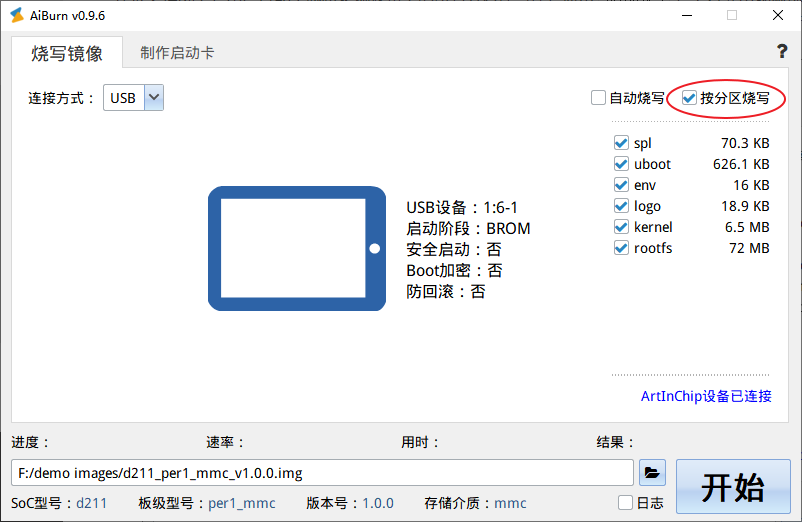 AiBurn v0.9.6
烧写镜像 制作启动卡 ?
连接方式： USB 自动烧写 按分区烧写
spl 70.3 KB
uboot 626.1 KB
env 16 KB
logo 18.9 KB
kernel 6.5 MB
rootfs 72 MB
USB设备：1:6-1
启动阶段：BROM
安全启动：否
Boot加密：否
防回滚：否
ArtInChip设备已连接
进度： 速率： 用时： 结果：
F:/demo images/d211_per1_mmc_v1.0.0.img
开始
SoC型号：d211 板级型号：per1_mmc 版本号：1.0.0 存储介质：mmc 日志